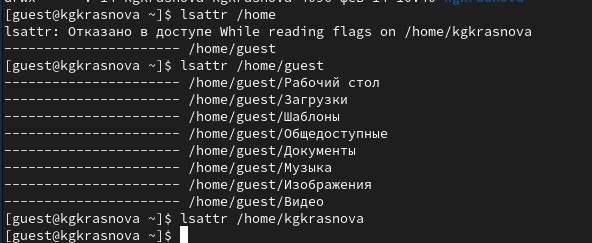 [guest@kgkrasnova ~]$ lsattr /home
lsattr: Отказано в доступе While reading flags on /home/kgkrasnova
---------------------- /home/guest
[guest@kgkrasnova ~]$ lsattr /home/guest
---------------------- /home/guest/Рабочий стол
---------------------- /home/guest/Загрузки
---------------------- /home/guest/Шаблоны
---------------------- /home/guest/Общедоступные
---------------------- /home/guest/Документы
---------------------- /home/guest/Музыка
---------------------- /home/guest/Изображения
---------------------- /home/guest/Видео
[guest@kgkrasnova ~]$ lsattr /home/kgkrasnova
[guest@kgkrasnova ~]$